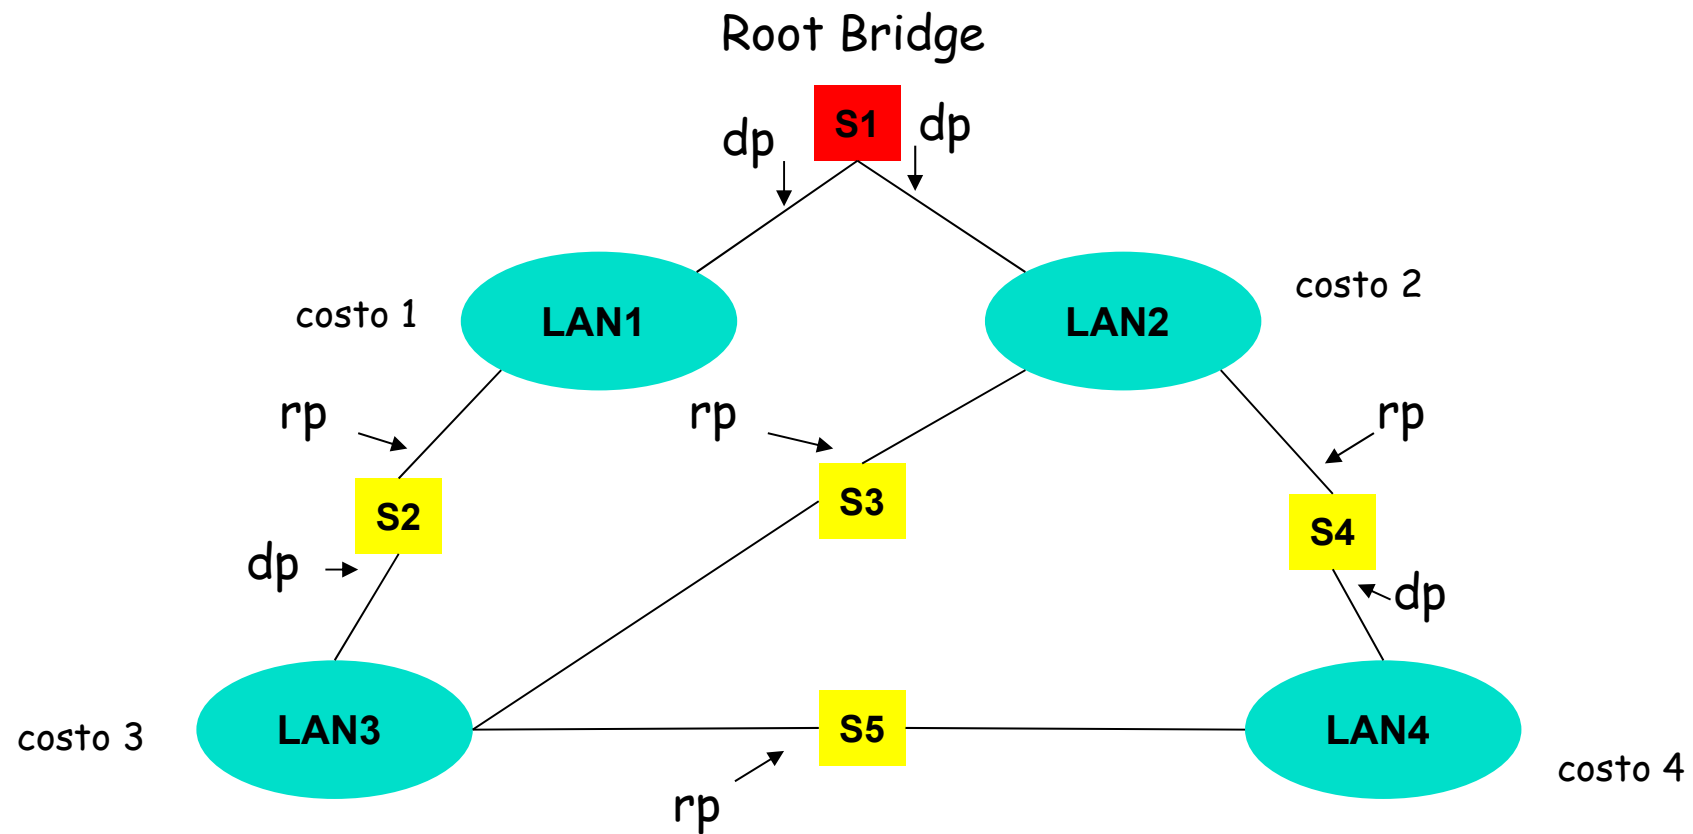 Root Bridge
S1
dp
dp
costo 1
LAN1
LAN2
costo 2
rp
rp
rp
S2
S3
S4
dp
dp
costo 3
LAN3
S5
LAN4
costo 4
rp